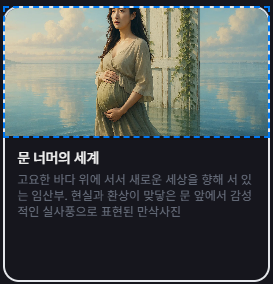 문 너머의 세계
고요한 바다 위에 서서 새로운 세상을 향해 서 있
는 임산부. 현실과 환상이 맞닿은 문 앞에서 감성
적인 실사풍으로 표현된 만삭사진